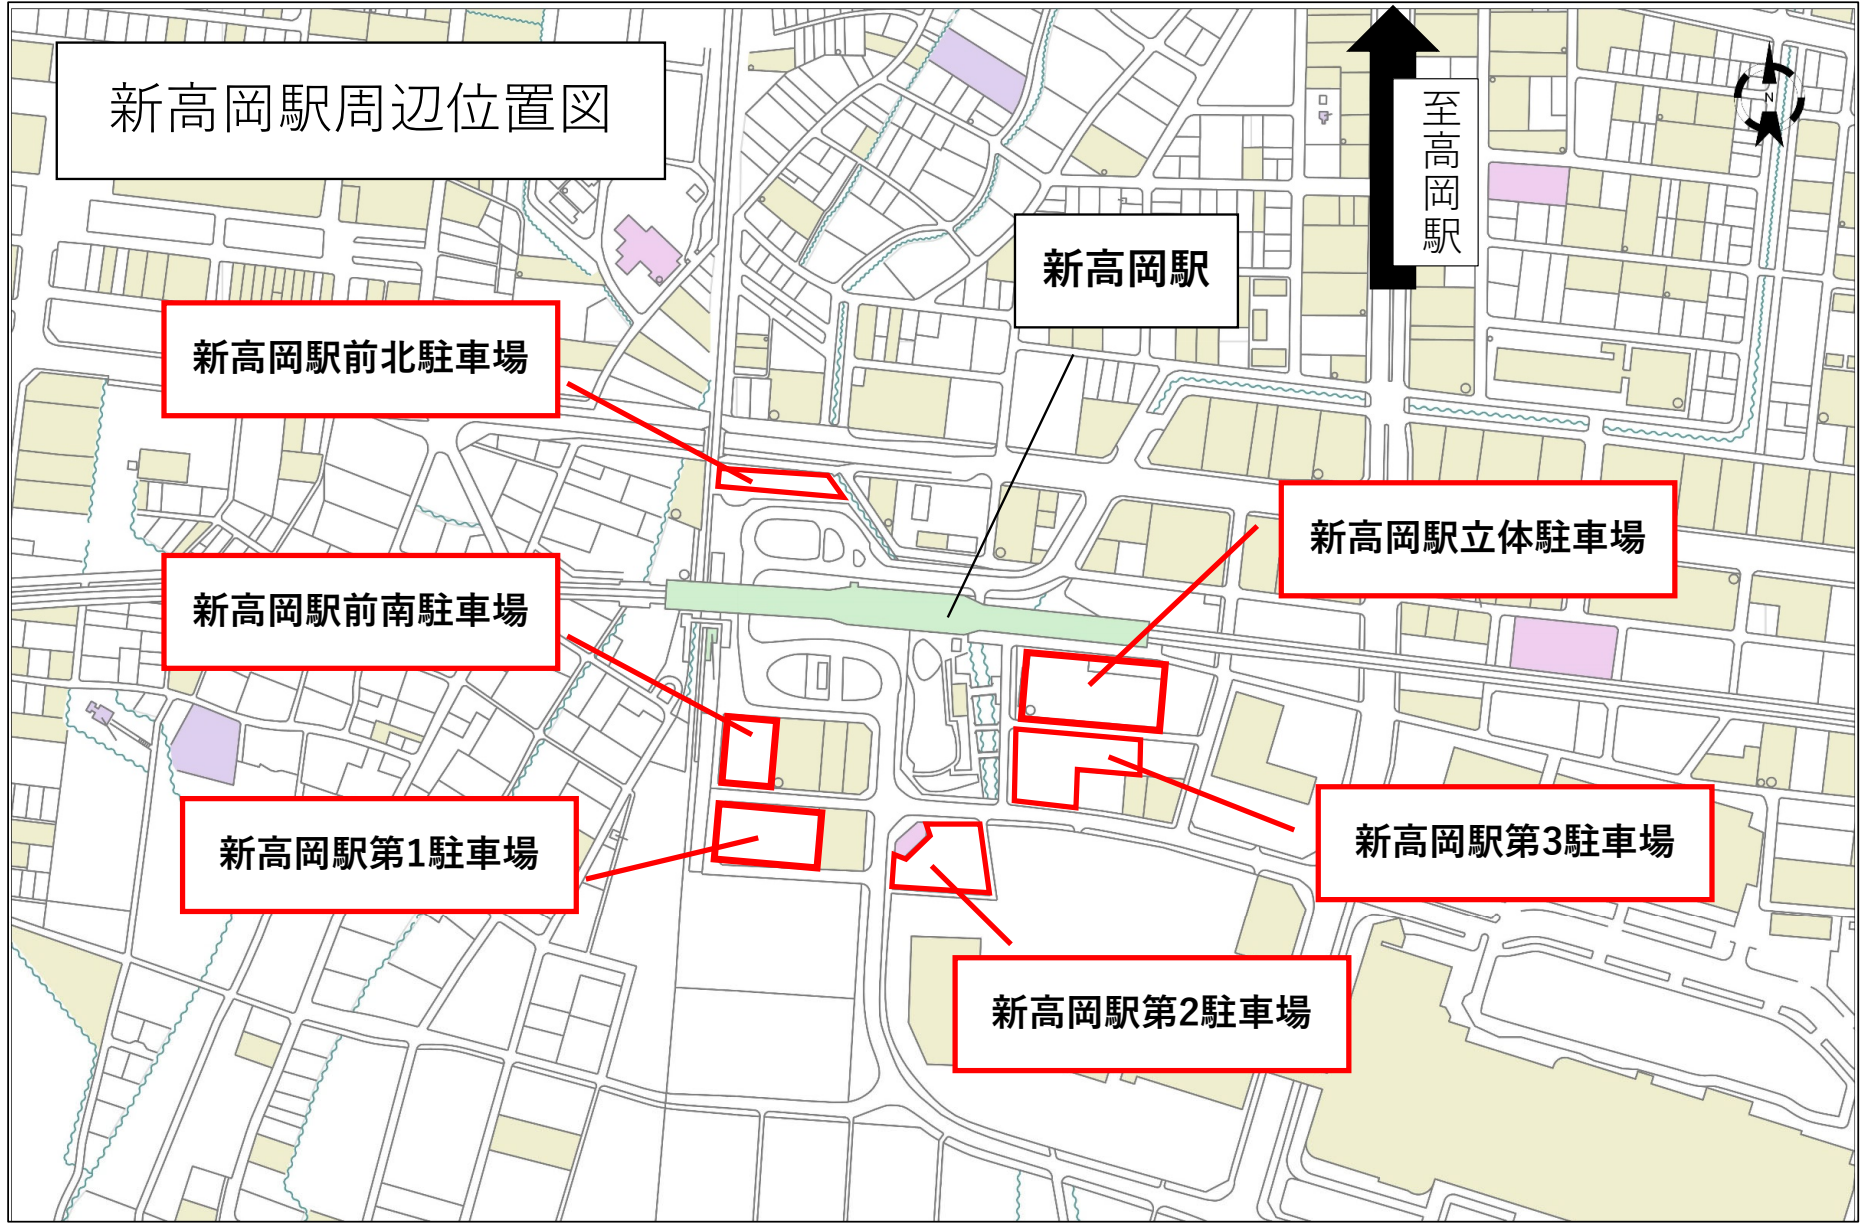 新高岡駅周辺位置図
至高岡駅
N
新高岡駅
新高岡駅前北駐車場
新高岡駅立体駐車場
新高岡駅前南駐車場
新高岡駅第1駐車場
新高岡駅第3駐車場
新高岡駅第2駐車場